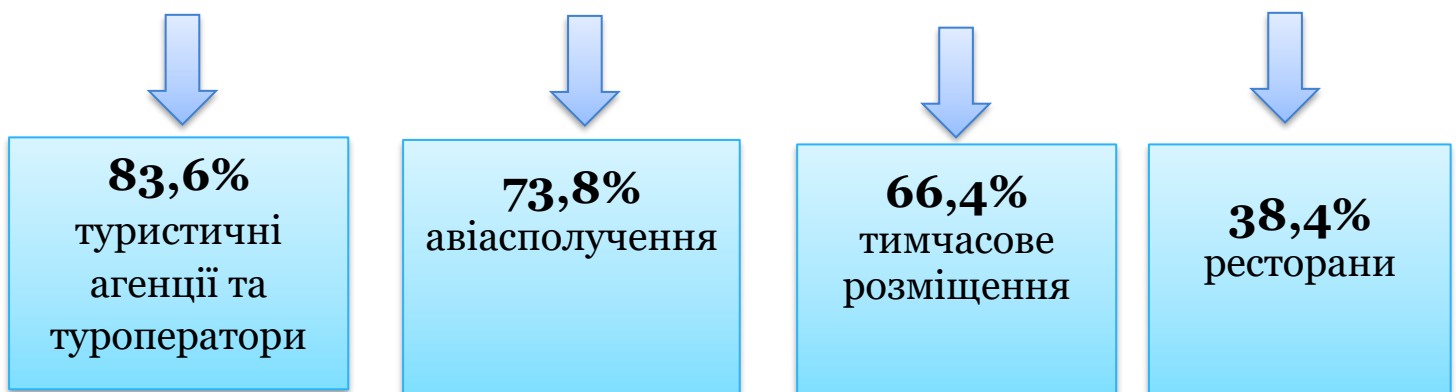 83,6%
туристичні
агенції та
туроператори
73,8%
авіасполучення
66,4%
тимчасове
розміщення
38,4%
ресторани